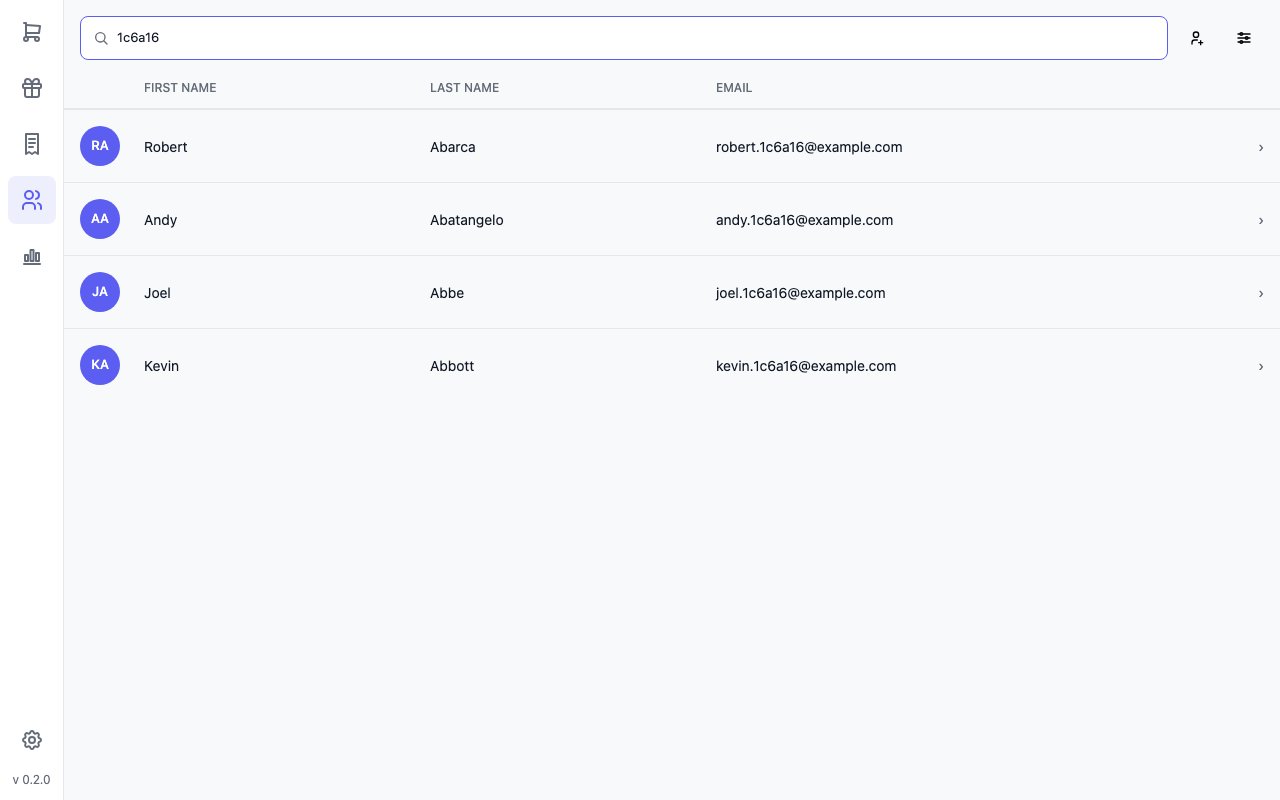 1c6a16
FIRST NAME LAST NAME EMAIL
RA Robert Abarca robert.1c6a16@example.com ›
AA Andy Abatangelo andy.1c6a16@example.com ›
JA Joel Abbe joel.1c6a16@example.com ›
KA Kevin Abbott kevin.1c6a16@example.com ›
v 0.2.0